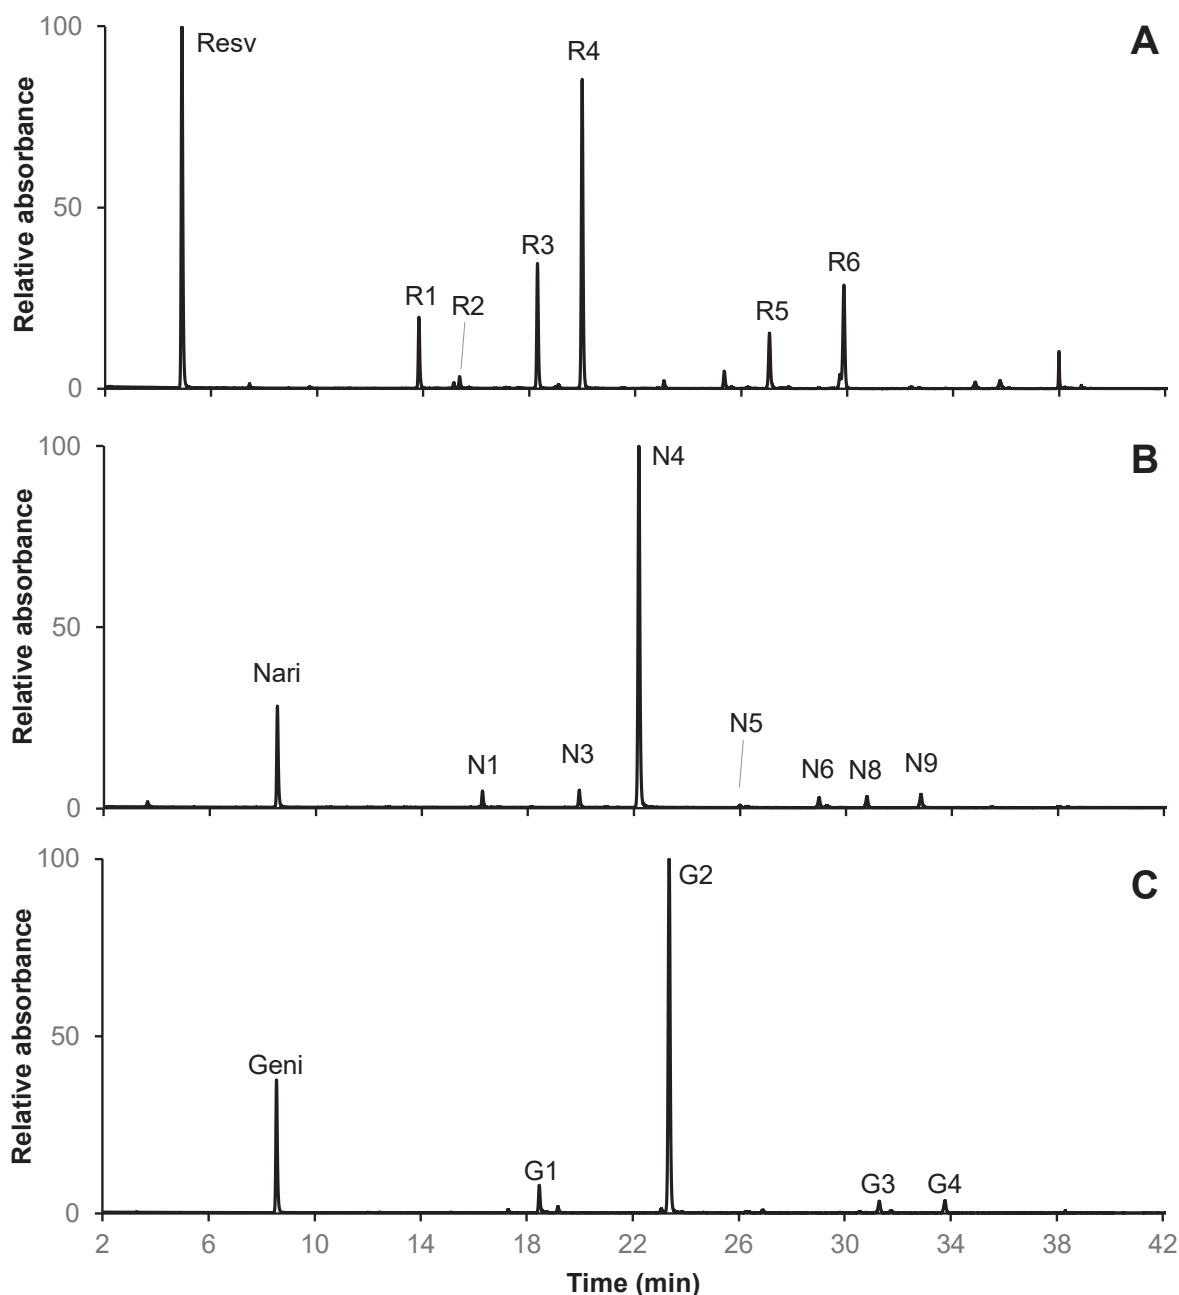 A
100
50
0
Relative absorbance
Resv
R1
R2
R3
R4
R5
R6
B
100
50
0
Relative absorbance
Nari
N1
N3
N4
N5
N6
N8
N9
C
100
50
0
Relative absorbance
Geni
G1
G2
G3
G4
2 6 10 14 18 22 26 30 34 38 42
Time (min)